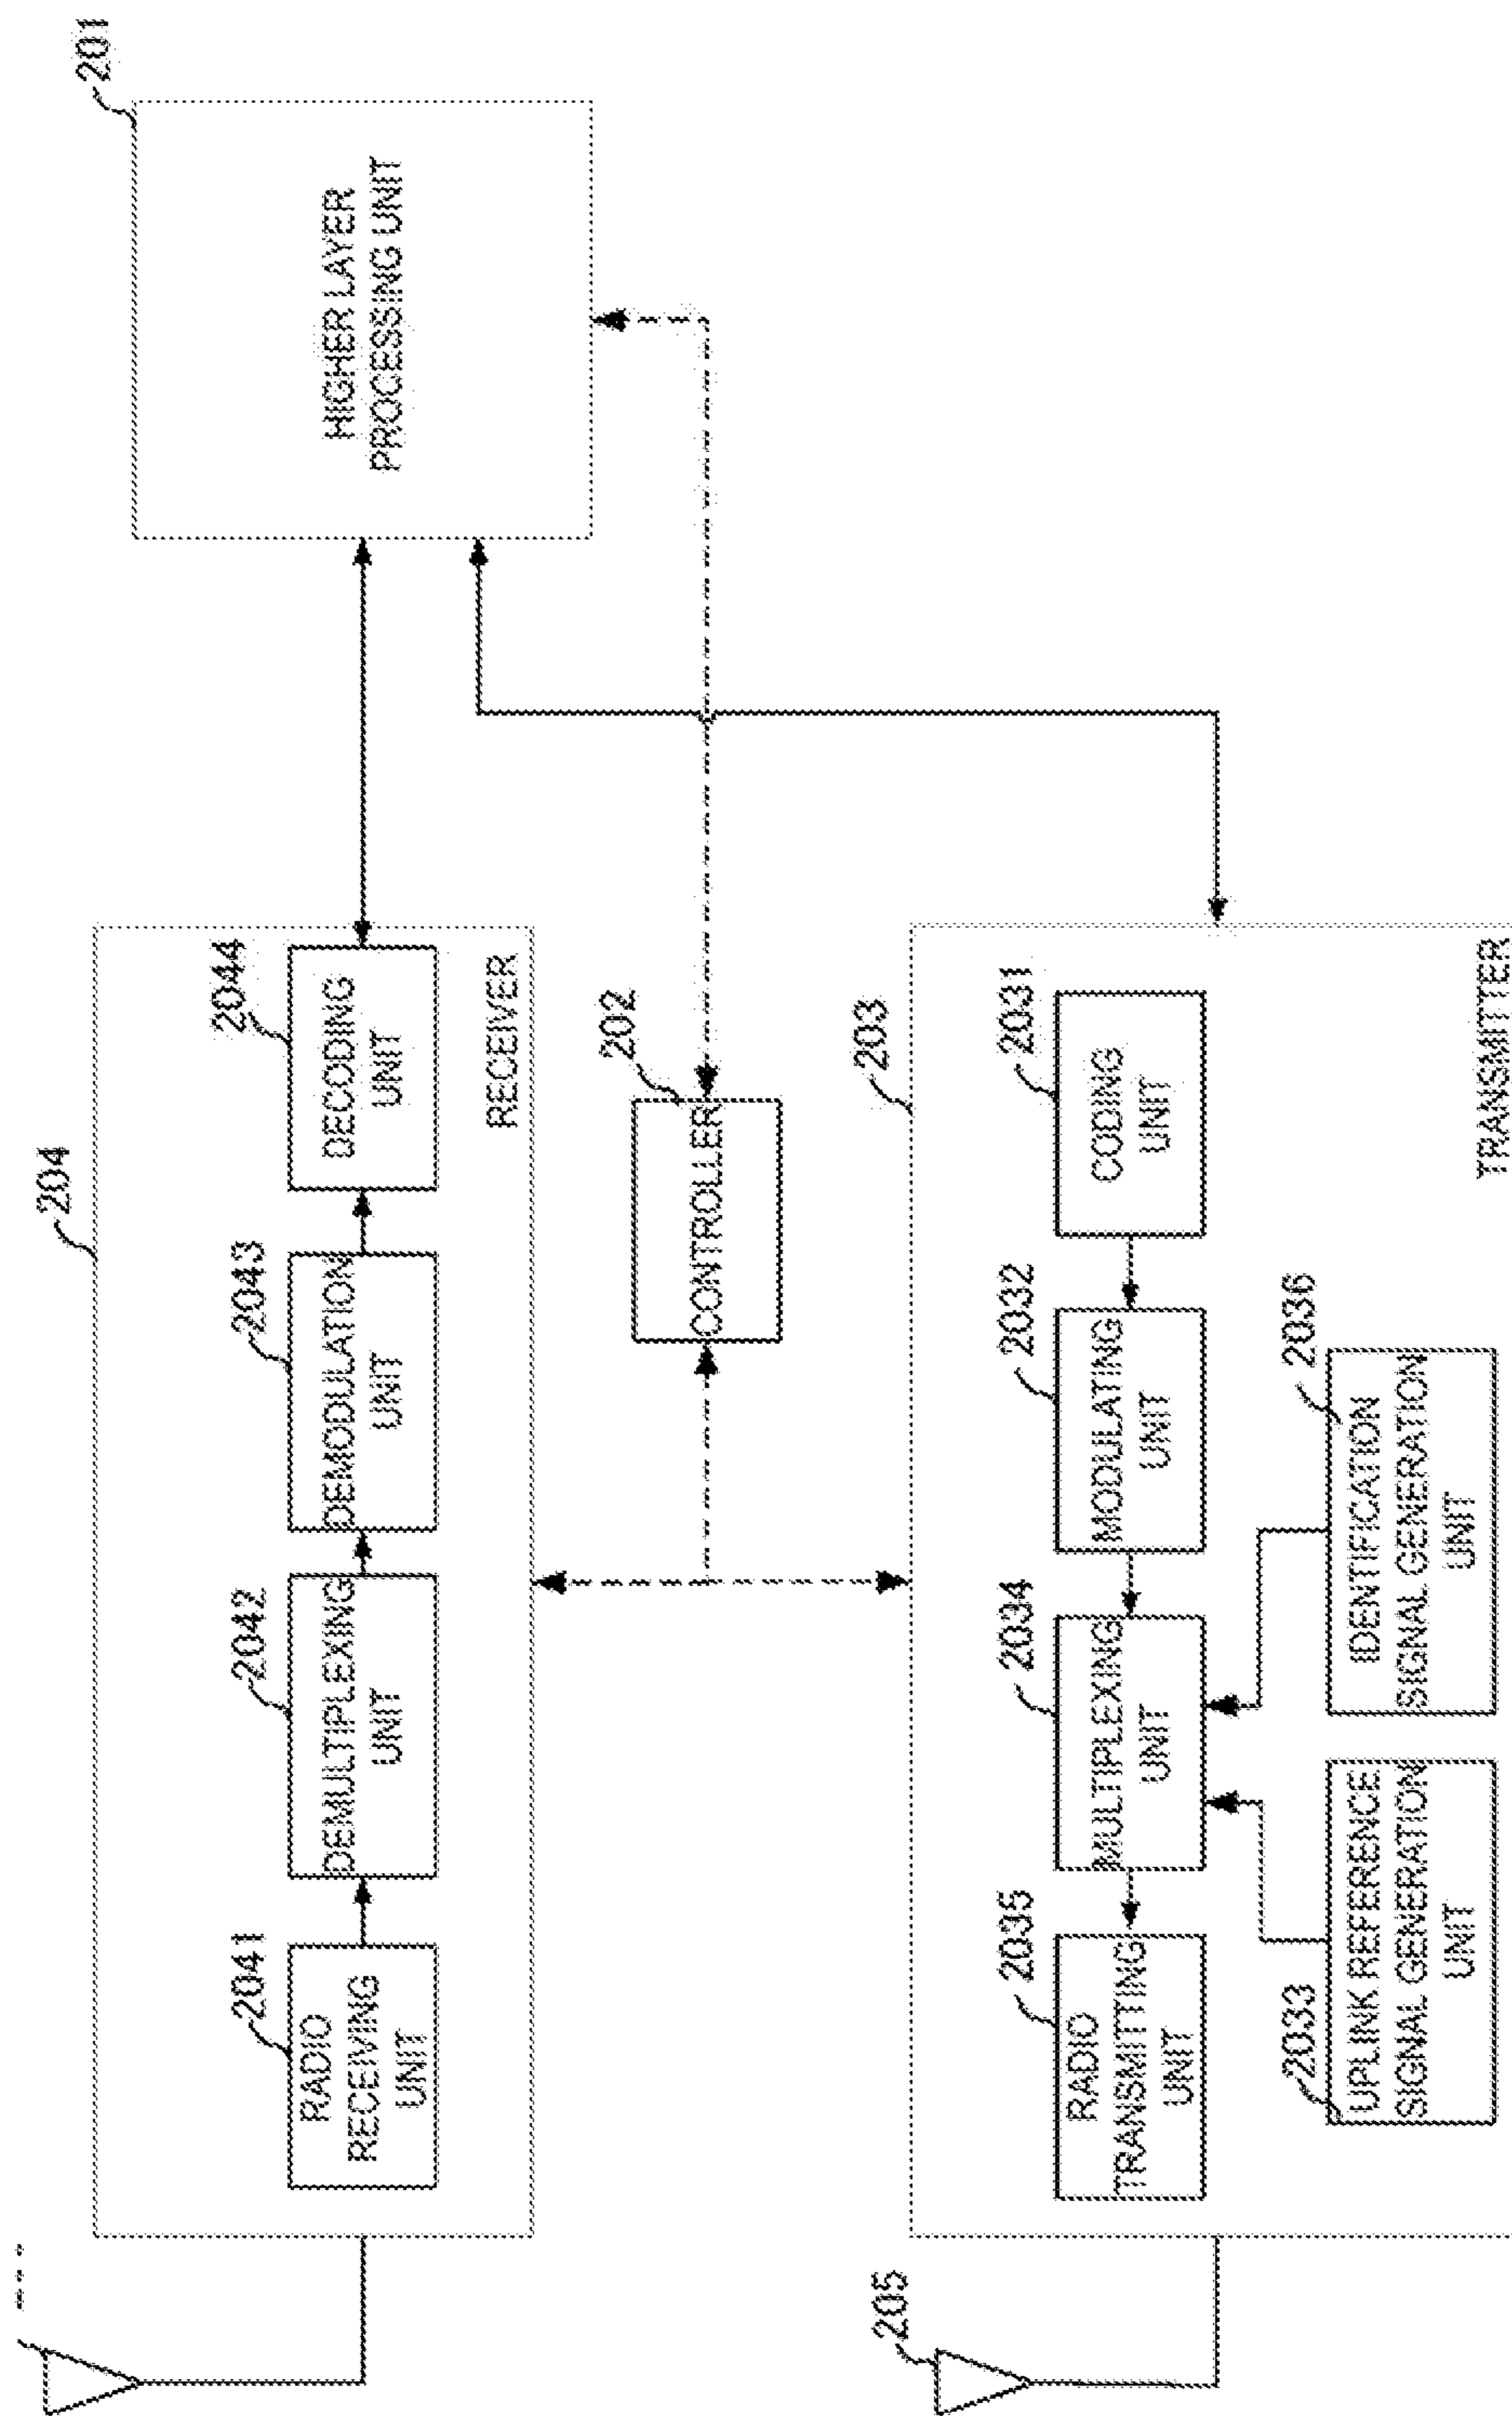 201
HIGHER LAYER
PROCESSING UNIT
204
2041
RADIO
RECEIVING
UNIT
2042
DEMULTIPLEXING
UNIT
2043
DEMODULATION
UNIT
2044
DECODING
UNIT
RECEIVER
202
CONTROLLER
205
203
2035
RADIO
TRANSMITTING
UNIT
2034
MULTIPLEXING
UNIT
2032
MODULATING
UNIT
2031
CODING
UNIT
2033
UPLINK REFERENCE
SIGNAL GENERATION
UNIT
2036
IDENTIFICATION
SIGNAL GENERATION
UNIT
TRANSMITTER